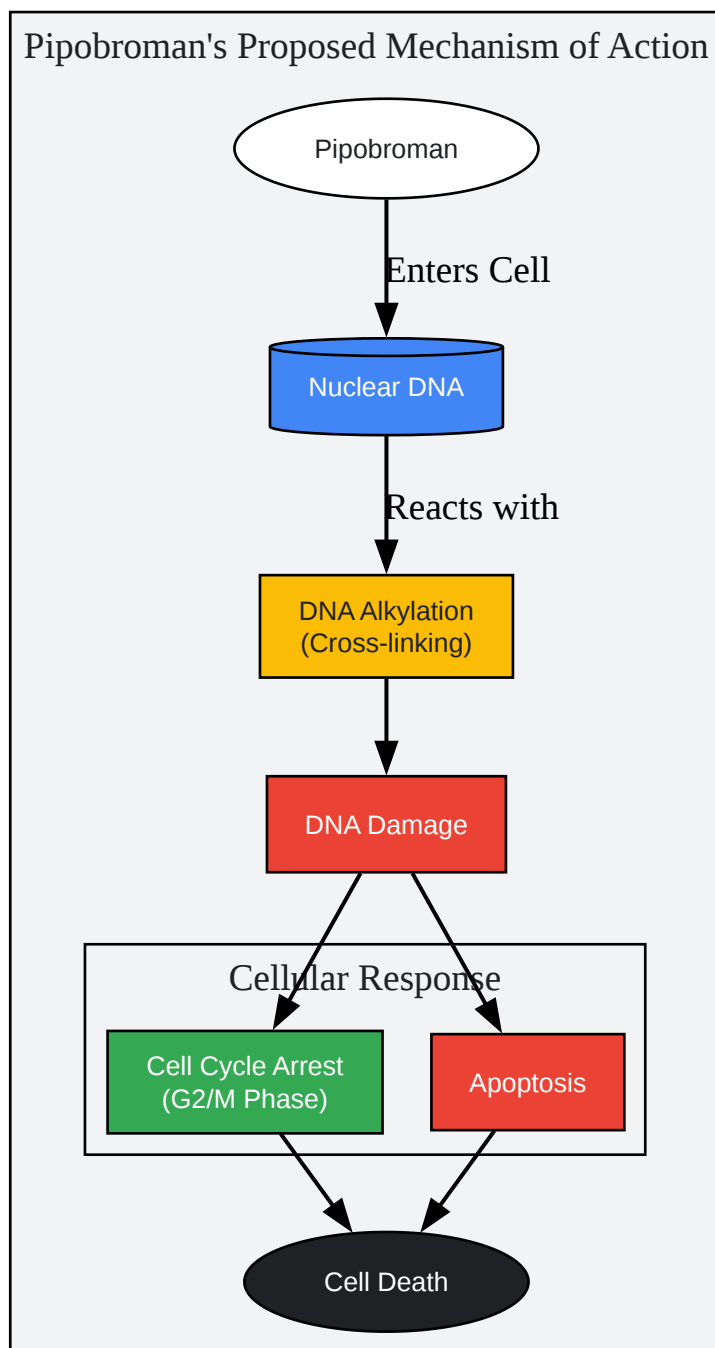 Pipobroman's Proposed Mechanism of Action
Pipobroman
Enters Cell
Nuclear DNA
Reacts with
DNA Alkylation
(Cross-linking)
DNA Damage
Cellular Response
Cell Cycle Arrest
(G2/M Phase)
Apoptosis
Cell Death